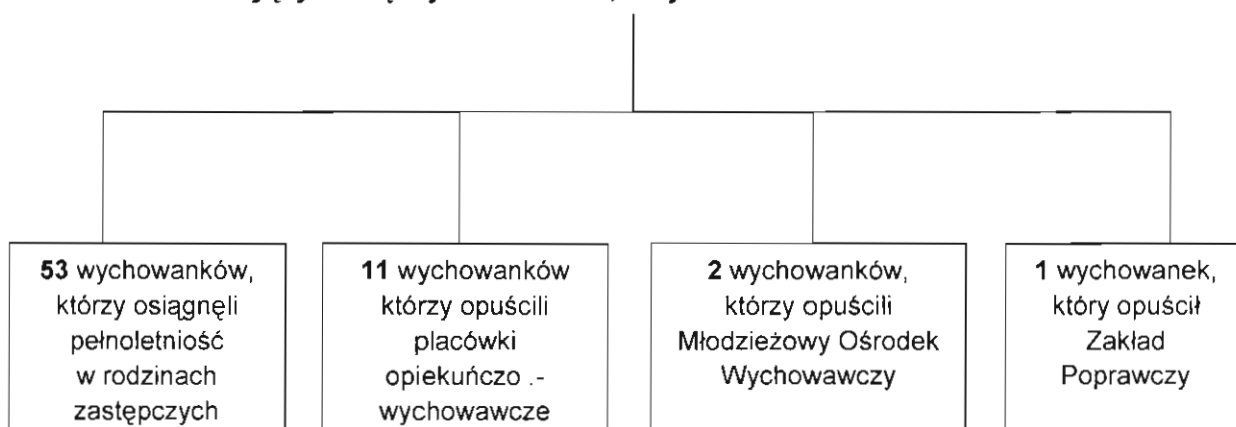 53 wychowanków,
którzy osiągnęli
pełnoletniość
w rodzinach
zastępczych
11 wychowanków
którzy opuścili
placówki
opiekuńczo .-
wychowawcze
2 wychowanków,
którzy opuścili
Młodzieżowy Ośrodek
Wychowawczy
1 wychowanek,
który opuścił
Zakład
Poprawczy